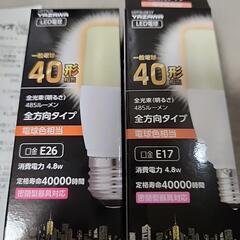 YAZAWA
LED電球
一般電球
40形
相当
全光束(明るさ)
485ルーメン
全方向タイプ
電球色相当
口金 E26
消費電力 4.8w
定格寿命40000時間
密閉型器具対応
YAZAWA
LED電球
一般電球
40形
相当
全光束(明るさ)
485ルーメン
全方向タイプ
電球色相当
口金 E17
消費電力 4.8w
定格寿命40000時間
密閉型器具対応